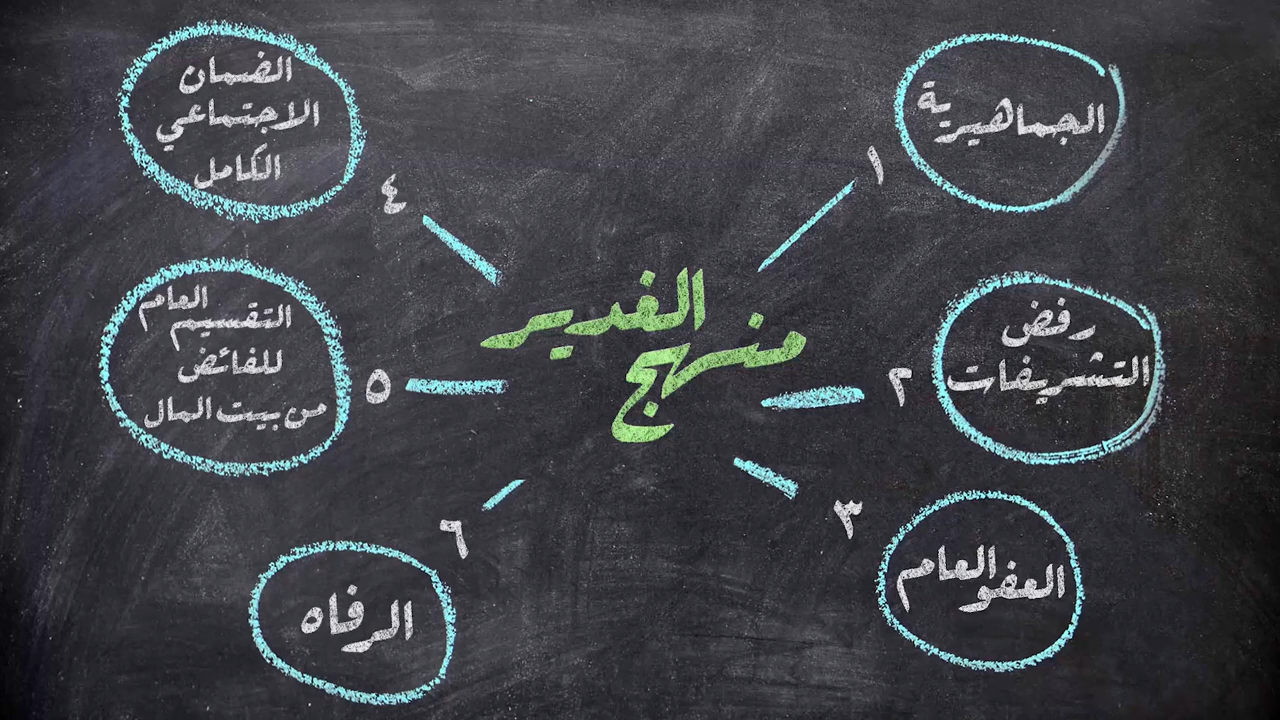 منهج الغدير
١
الجماهيرية
٢
رفض
التشريفات
٣
العفو العام
٤
الضمان
الاجتماعي
الكامل
٥
التقسيم العام
للفائض
من بيت المال
٦
الرفاه